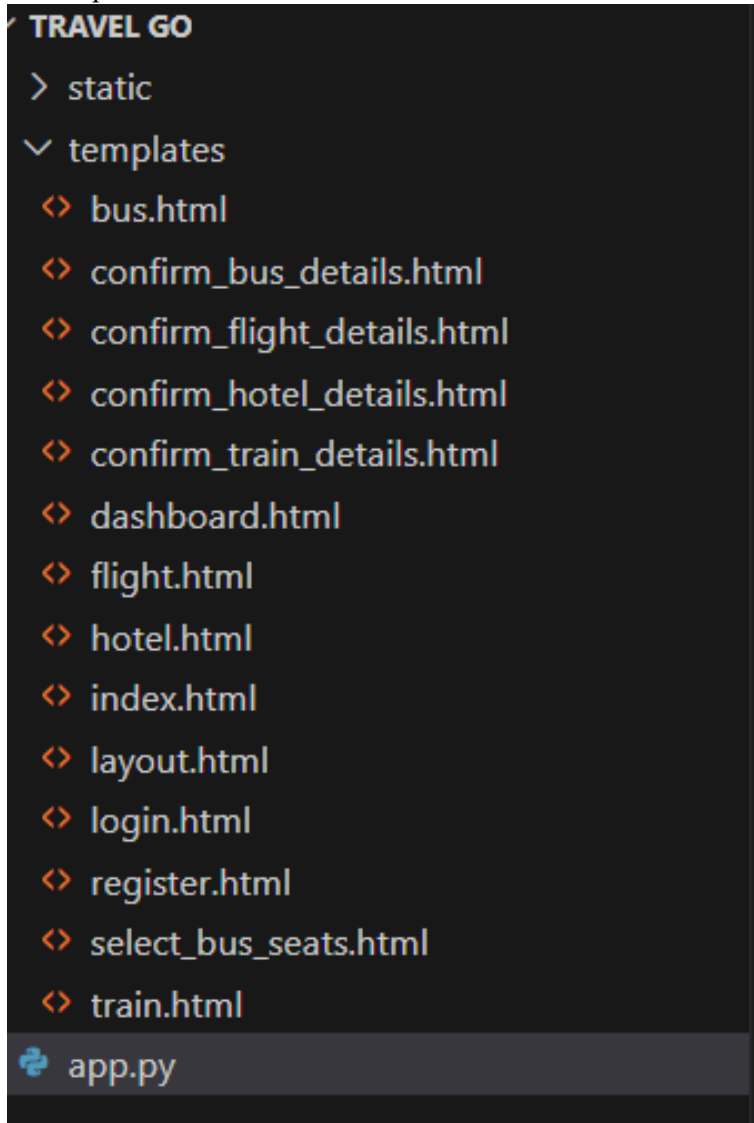 TRAVEL GO
static
templates
bus.html
confirm_bus_details.html
confirm_flight_details.html
confirm_hotel_details.html
confirm_train_details.html
dashboard.html
flight.html
hotel.html
index.html
layout.html
login.html
register.html
select_bus_seats.html
train.html
app.py